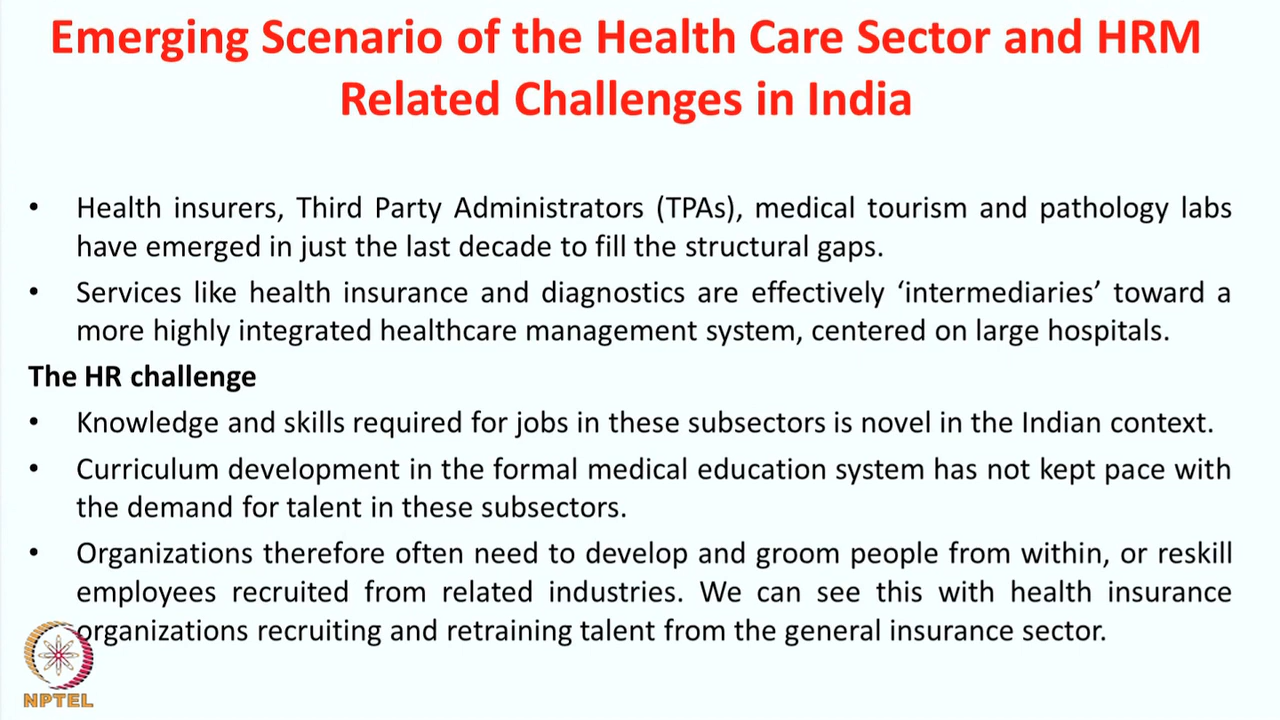 Emerging Scenario of the Health Care Sector and HRM
Related Challenges in India
• Health insurers, Third Party Administrators (TPAs), medical tourism and pathology labs
have emerged in just the last decade to fill the structural gaps.
• Services like health insurance and diagnostics are effectively ‘intermediaries’ toward a
more highly integrated healthcare management system, centered on large hospitals.
The HR challenge
• Knowledge and skills required for jobs in these subsectors is novel in the Indian context.
• Curriculum development in the formal medical education system has not kept pace with
the demand for talent in these subsectors.
• Organizations therefore often need to develop and groom people from within, or reskill
employees recruited from related industries. We can see this with health insurance
organizations recruiting and retraining talent from the general insurance sector.
NPTEL